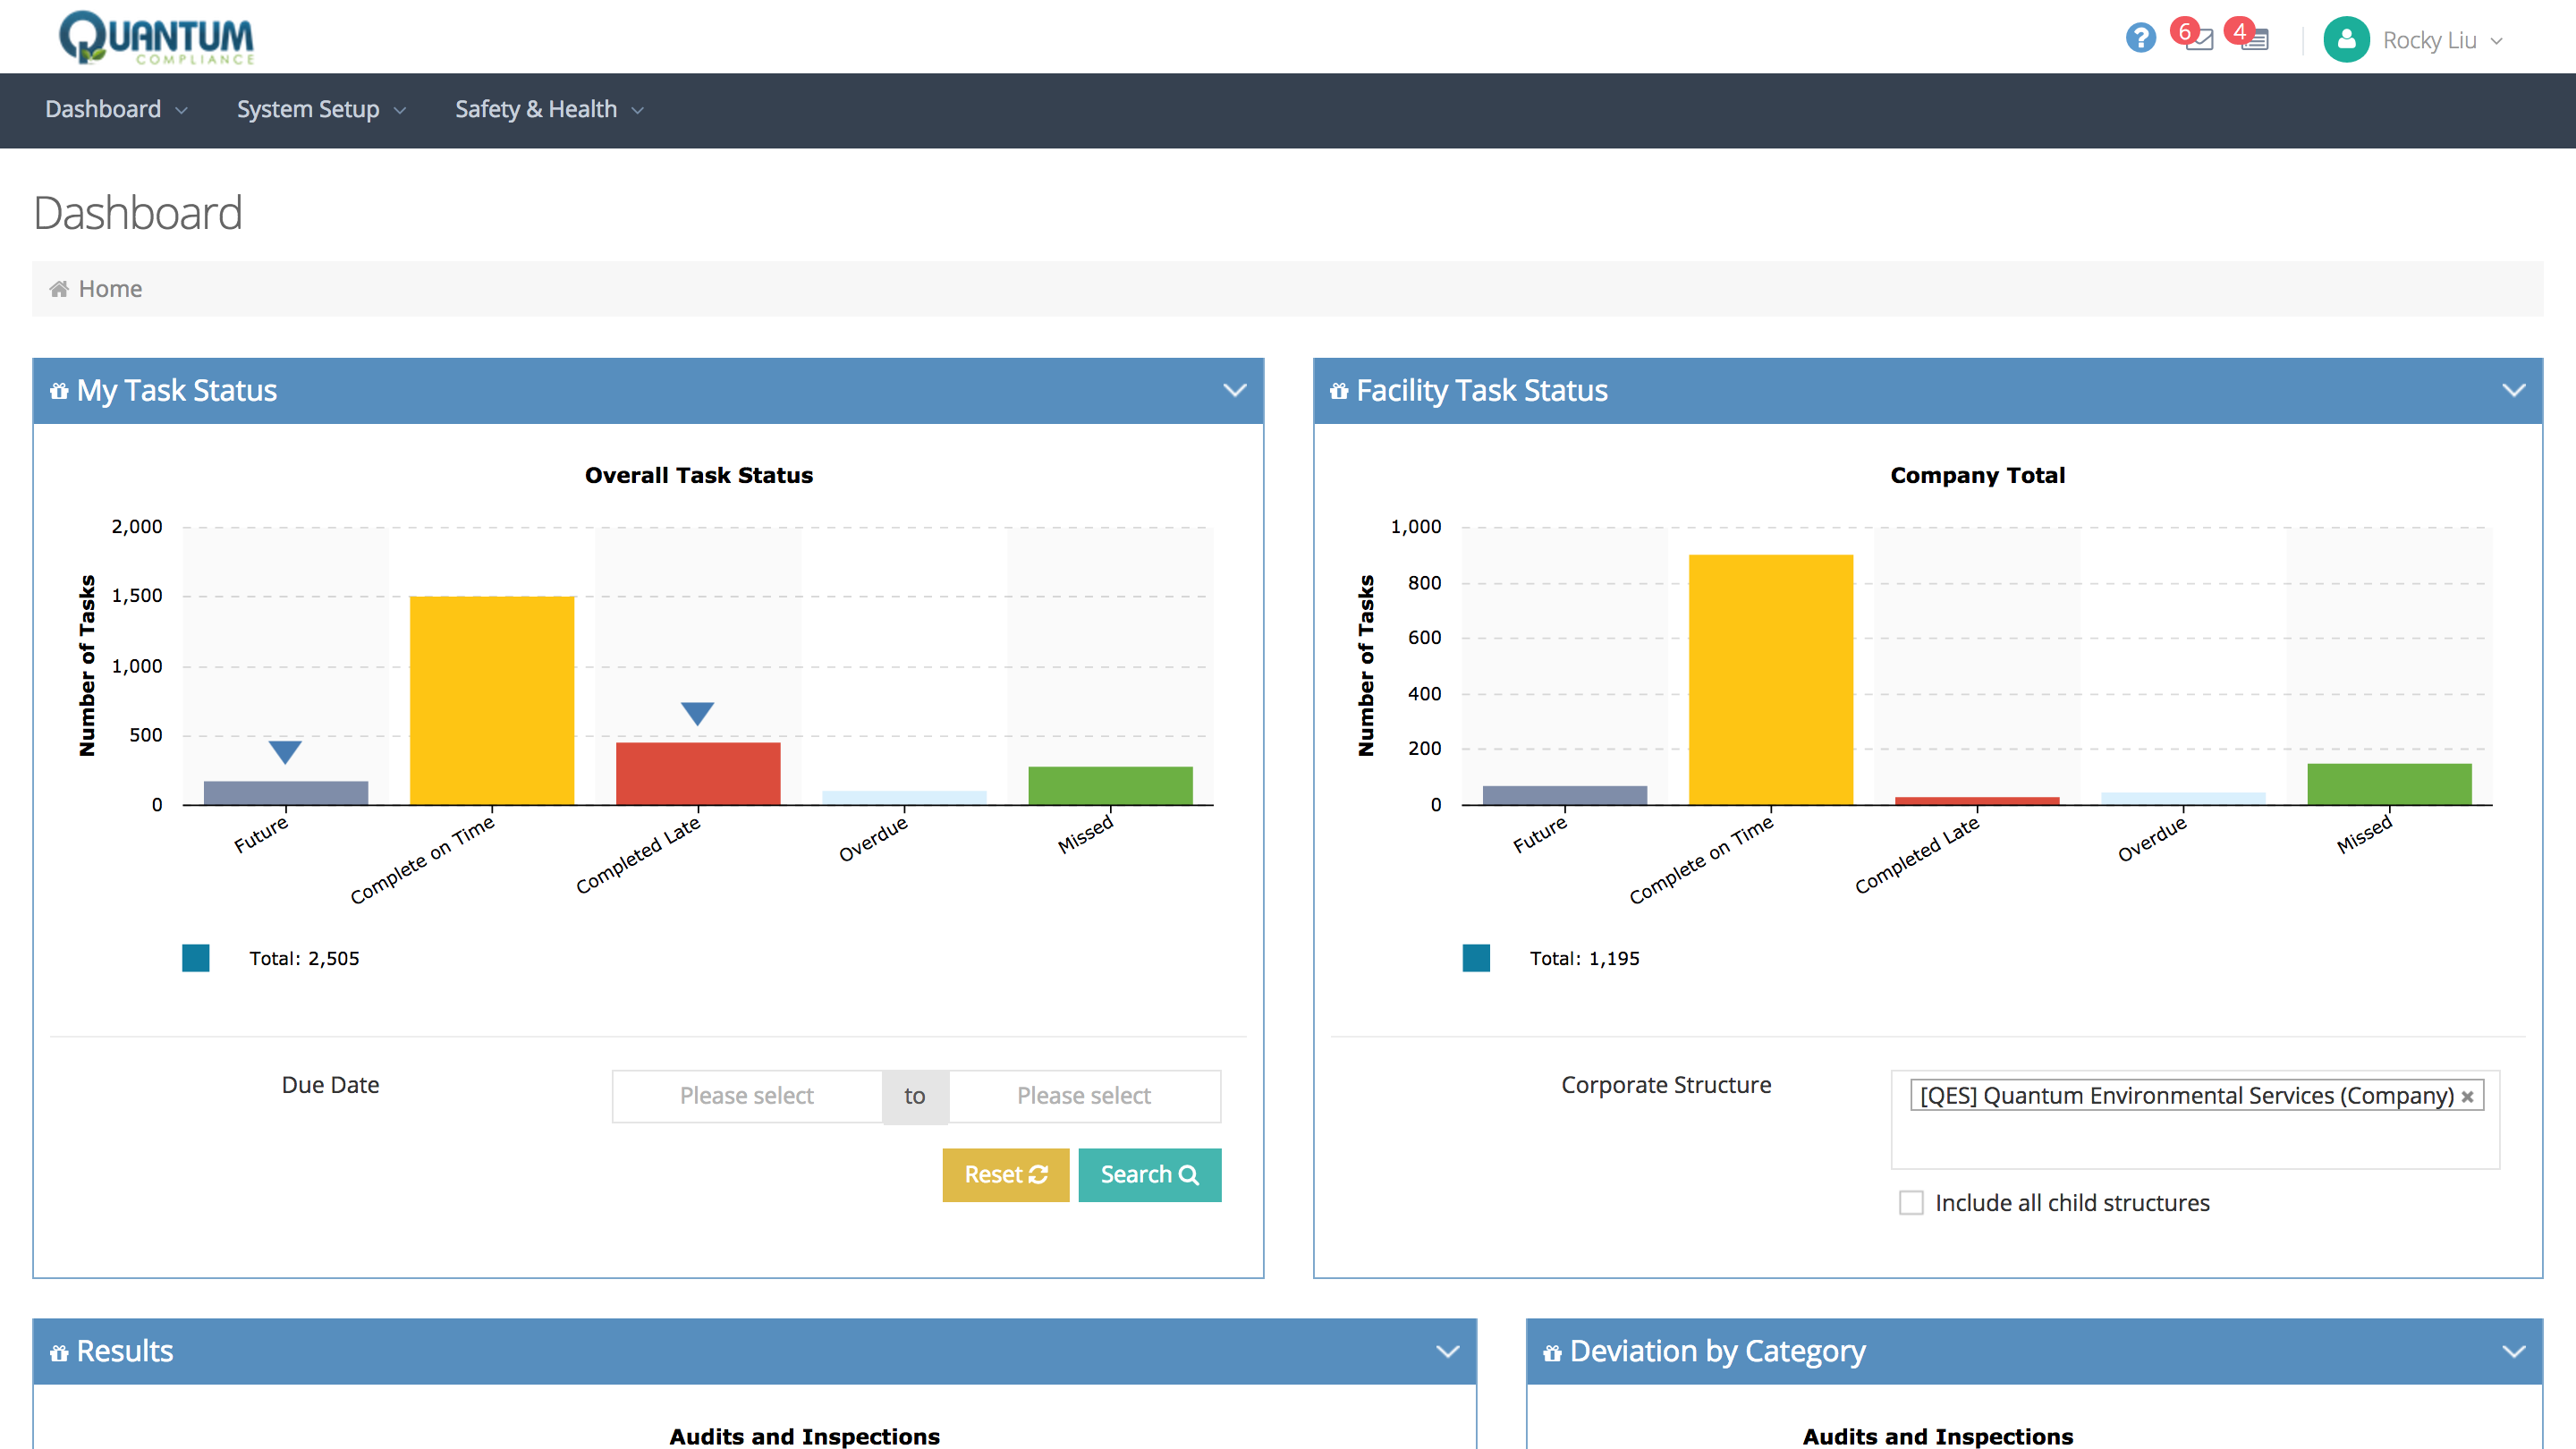 QUANTUM
COMPLIANCE
? 6 4 Rocky Liu
Dashboard System Setup Safety & Health
Dashboard
Home
My Task Status
Overall Task Status
Number of Tasks
2,000
1,500
1,000
500
0
Future Complete on Time Completed Late Overdue Missed
Total: 2,505
Due Date Please select to Please select
Reset Search
Facility Task Status
Company Total
Number of Tasks
1,000
800
600
400
200
0
Future Complete on Time Completed Late Overdue Missed
Total: 1,195
Corporate Structure [QES] Quantum Environmental Services (Company) ×
Include all child structures
Results
Audits and Inspections
Deviation by Category
Audits and Inspections